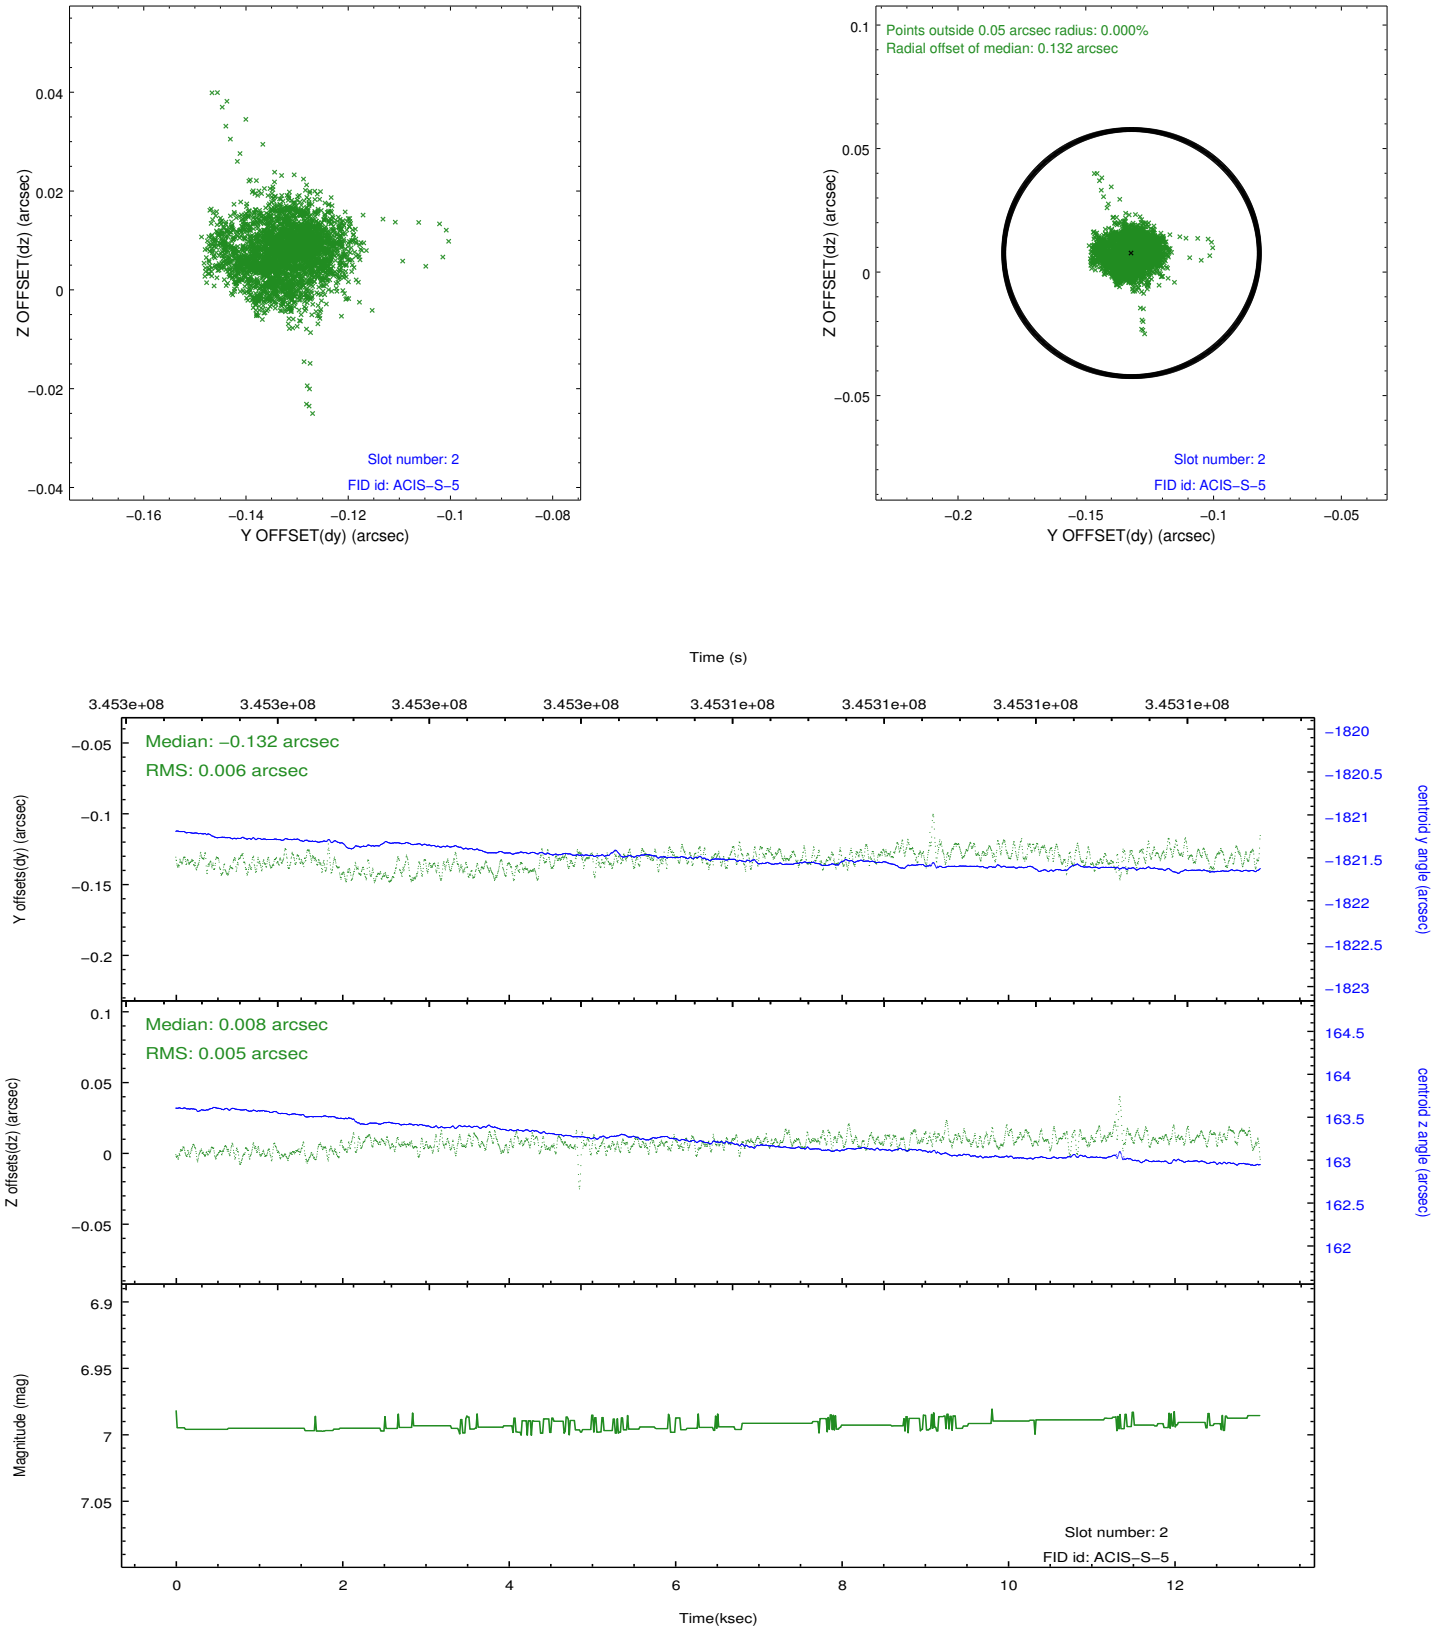 0.04
0.02
0
−0.02
−0.04
Z OFFSET(dz) (arcsec)
Slot number: 2
FID id: ACIS−S−5
−0.16
−0.14
−0.12
−0.1
−0.08
Y OFFSET(dy) (arcsec)
Points outside 0.05 arcsec radius: 0.000%
Radial offset of median: 0.132 arcsec
0.1
0.05
0
−0.05
Z OFFSET(dz) (arcsec)
Slot number: 2
FID id: ACIS−S−5
−0.2
−0.15
−0.1
−0.05
Y OFFSET(dy) (arcsec)
Time (s)
3.453e+08
3.453e+08
3.453e+08
3.453e+08
3.4531e+08
3.4531e+08
3.4531e+08
3.4531e+08
Median: −0.132 arcsec
RMS: 0.006 arcsec
−0.05
−0.1
−0.15
−0.2
Y offsets(dy) (arcsec)
−1820
−1820.5
−1821
−1821.5
−1822
−1822.5
−1823
centroid y angle (arcsec)
Median: 0.008 arcsec
RMS: 0.005 arcsec
0.1
0.05
0
−0.05
Z offsets(dz) (arcsec)
164.5
164
163.5
163
162.5
162
centroid z angle (arcsec)
6.9
6.95
7
7.05
Magnitude (mag)
Slot number: 2
FID id: ACIS−S−5
0
2
4
6
8
10
12
Time(ksec)